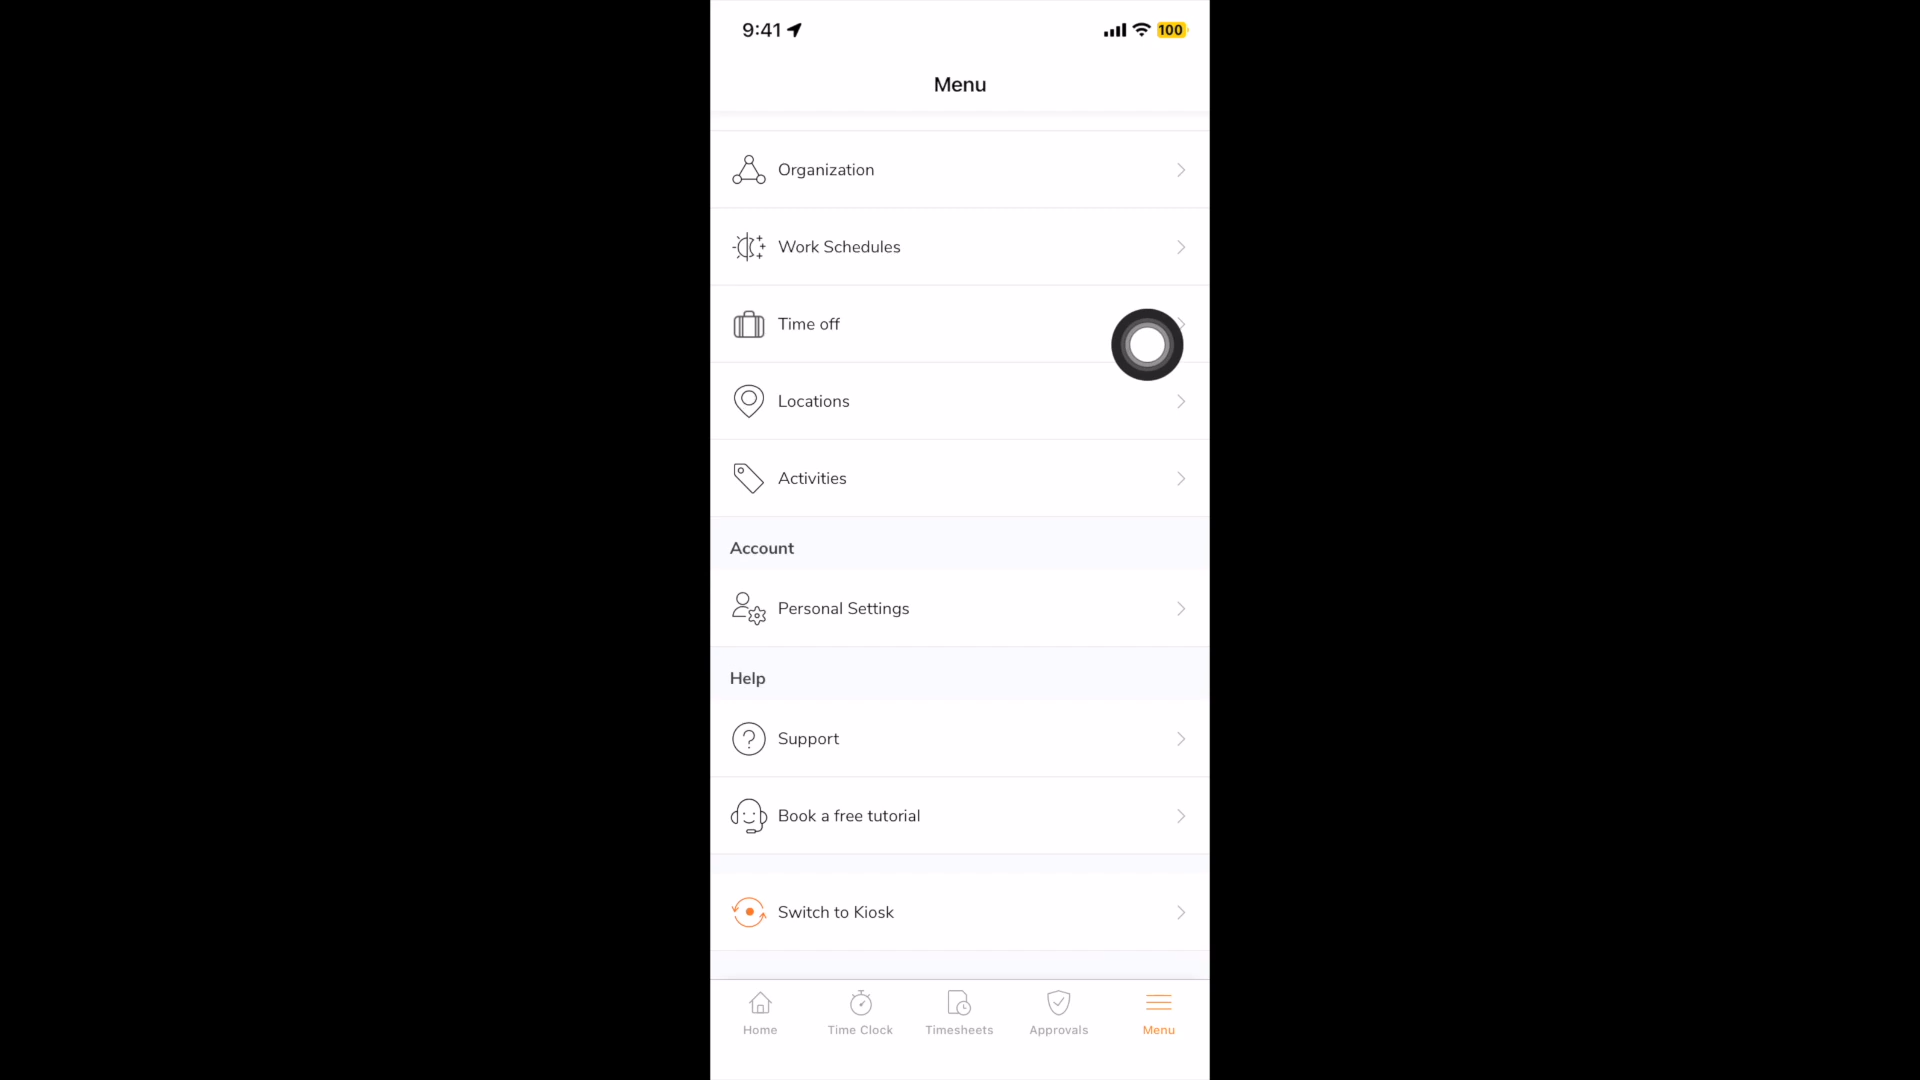 9:41
100
Menu
Organization
Work Schedules
Time off
Locations
Activities
Account
Personal Settings
Help
Support
Book a free tutorial
Switch to Kiosk
Home Time Clock Timesheets Approvals Menu